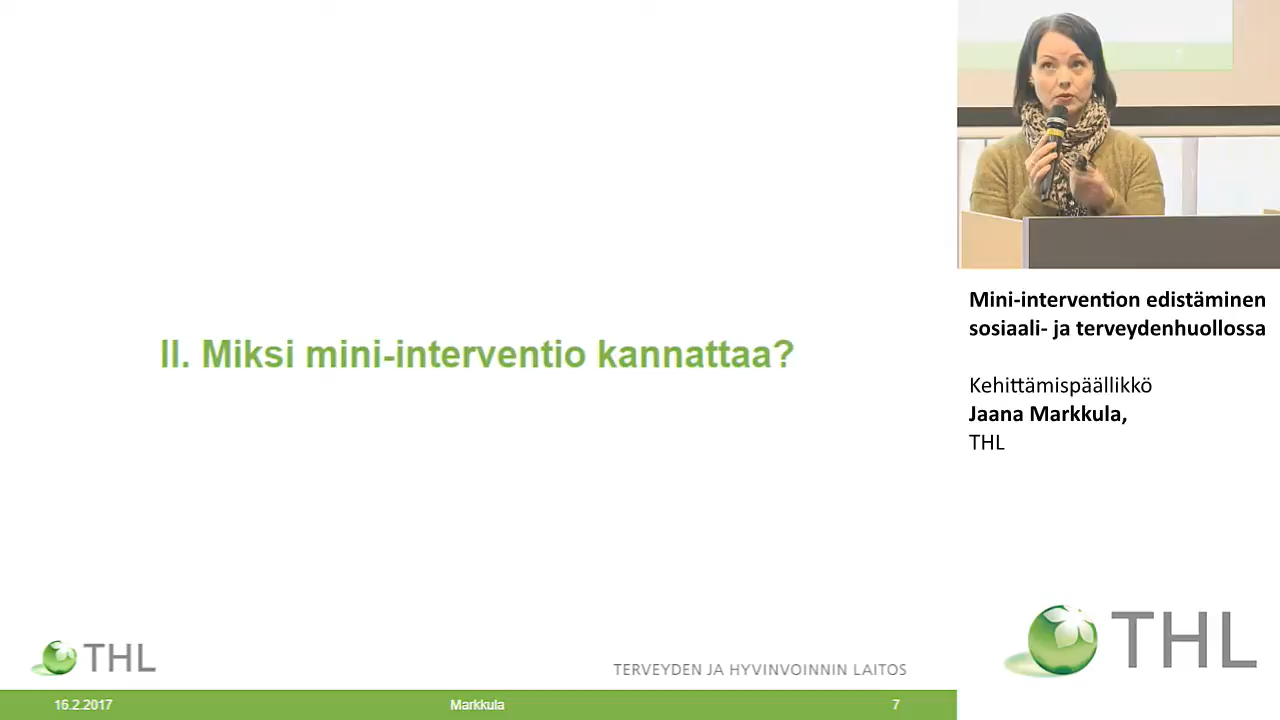 II. Miksi mini-interventio kannattaa?
THL
TERVEYDEN JA HYVINVOINNIN LAITOS
16.2.2017
Markkula
7
Mini-intervention edistäminen
sosiaali- ja terveydenhuollossa
Kehittämispäällikkö
Jaana Markkula,
THL
THL